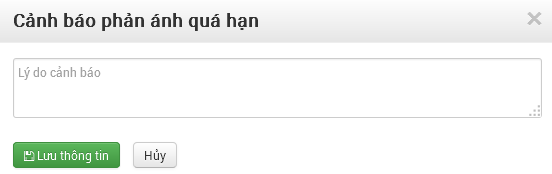 Cảnh báo phản ánh quá hạn
Lý do cảnh báo
Lưu thông tin
Hủy